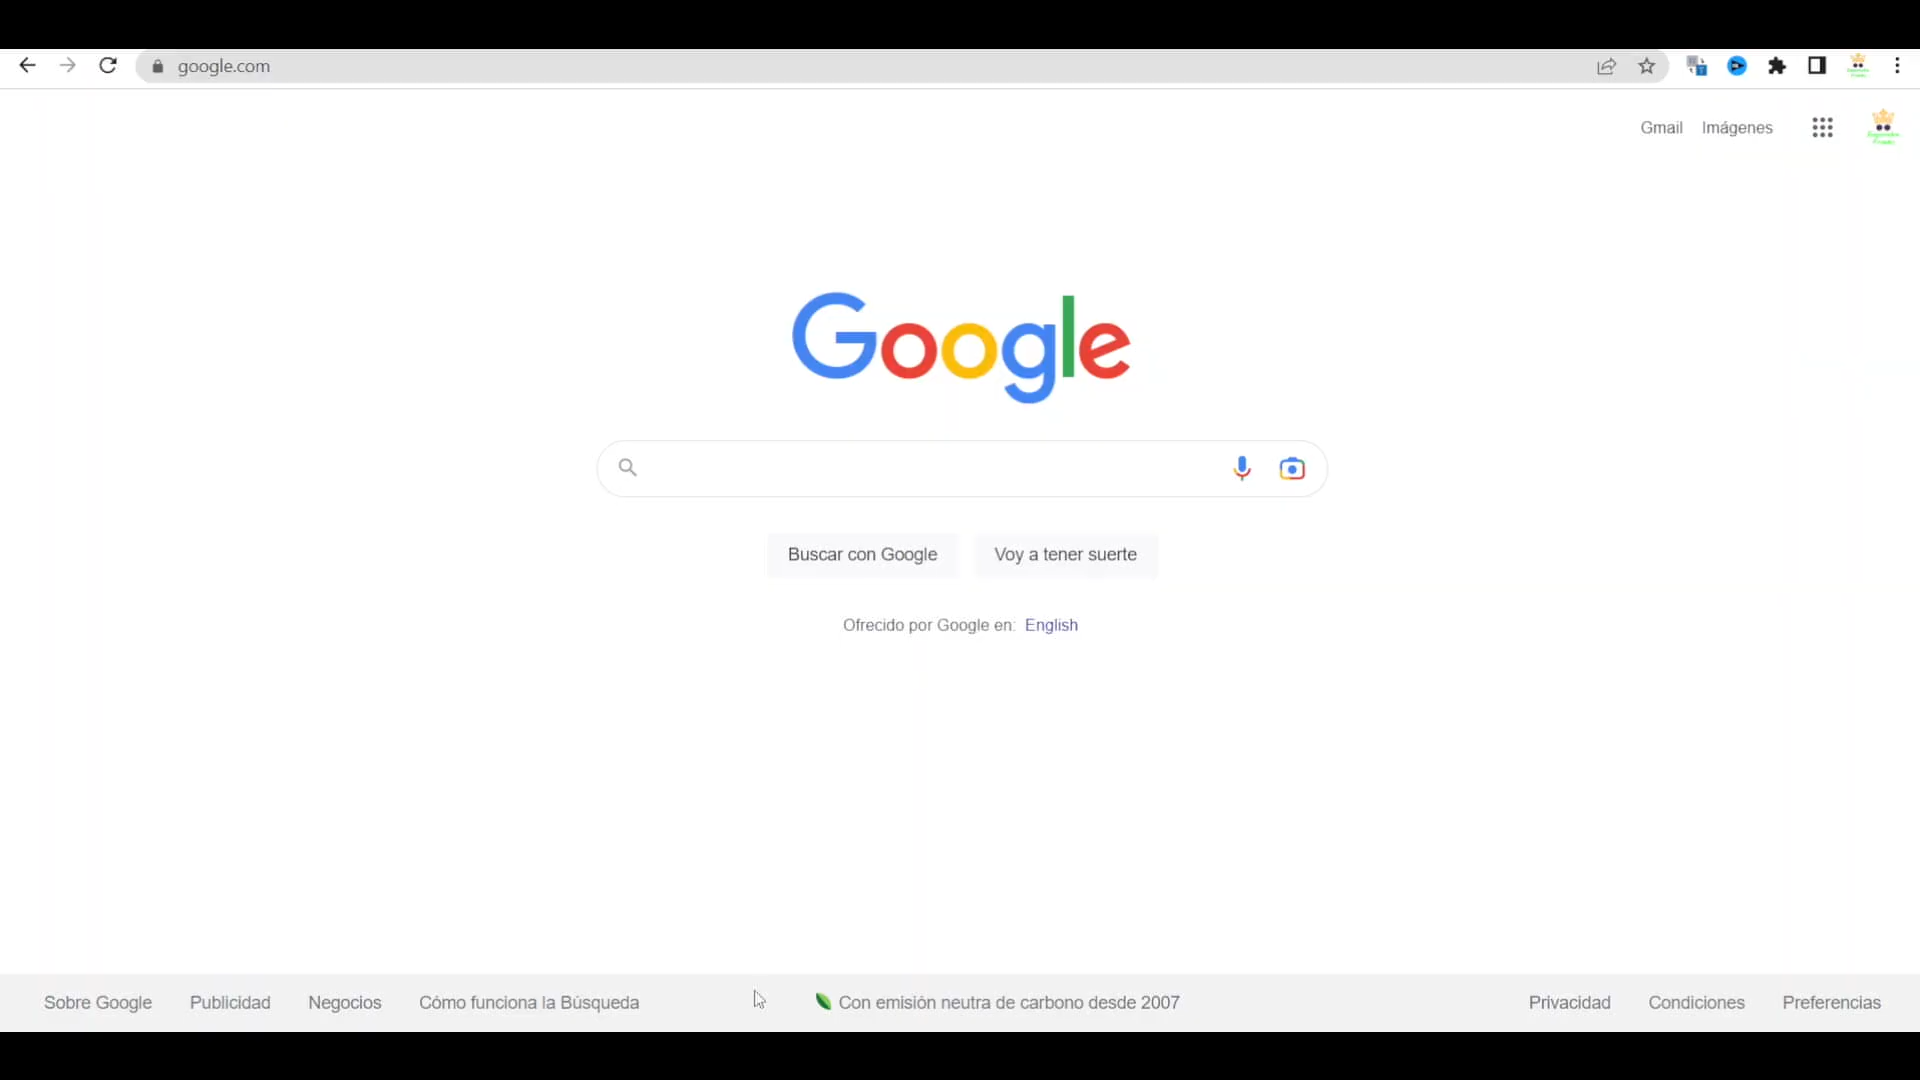 google.com
Gmail Imágenes
Google
Buscar con Google Voy a tener suerte
Ofrecido por Google en: English
Sobre Google Publicidad Negocios Cómo funciona la Búsqueda Con emisión neutra de carbono desde 2007 Privacidad Condiciones Preferencias